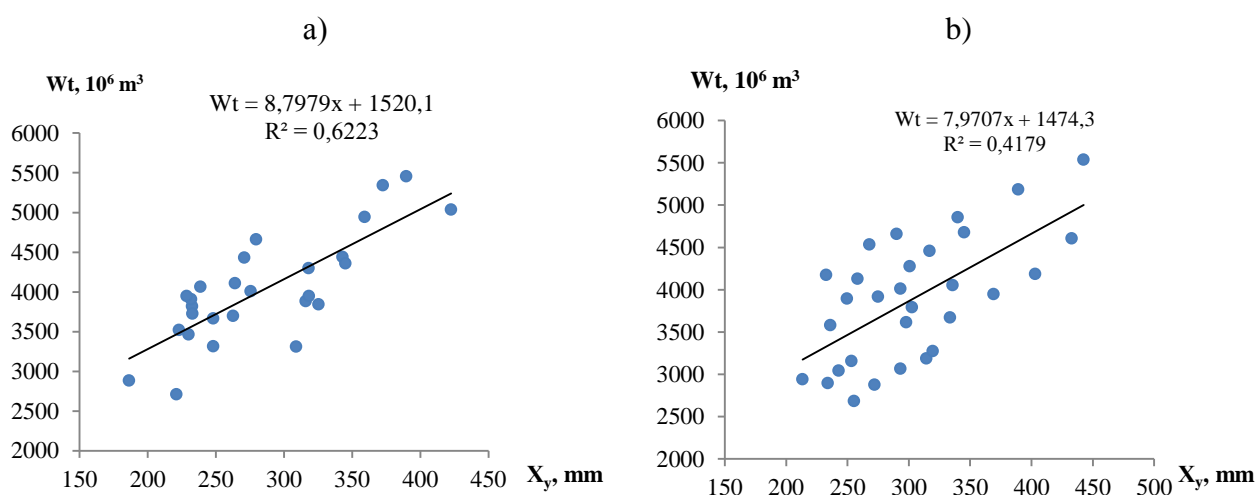 a)
Wt, 10⁶ m³
Wt = 8,7979x + 1520,1
R² = 0,6223
6000
5500
5000
4500
4000
3500
3000
2500
2000
150 200 250 300 350 400 450 X_y, mm
b)
Wt, 10⁶ m³
Wt = 7,9707x + 1474,3
R² = 0,4179
6000
5500
5000
4500
4000
3500
3000
2500
2000
150 200 250 300 350 400 450 500 X_y, mm